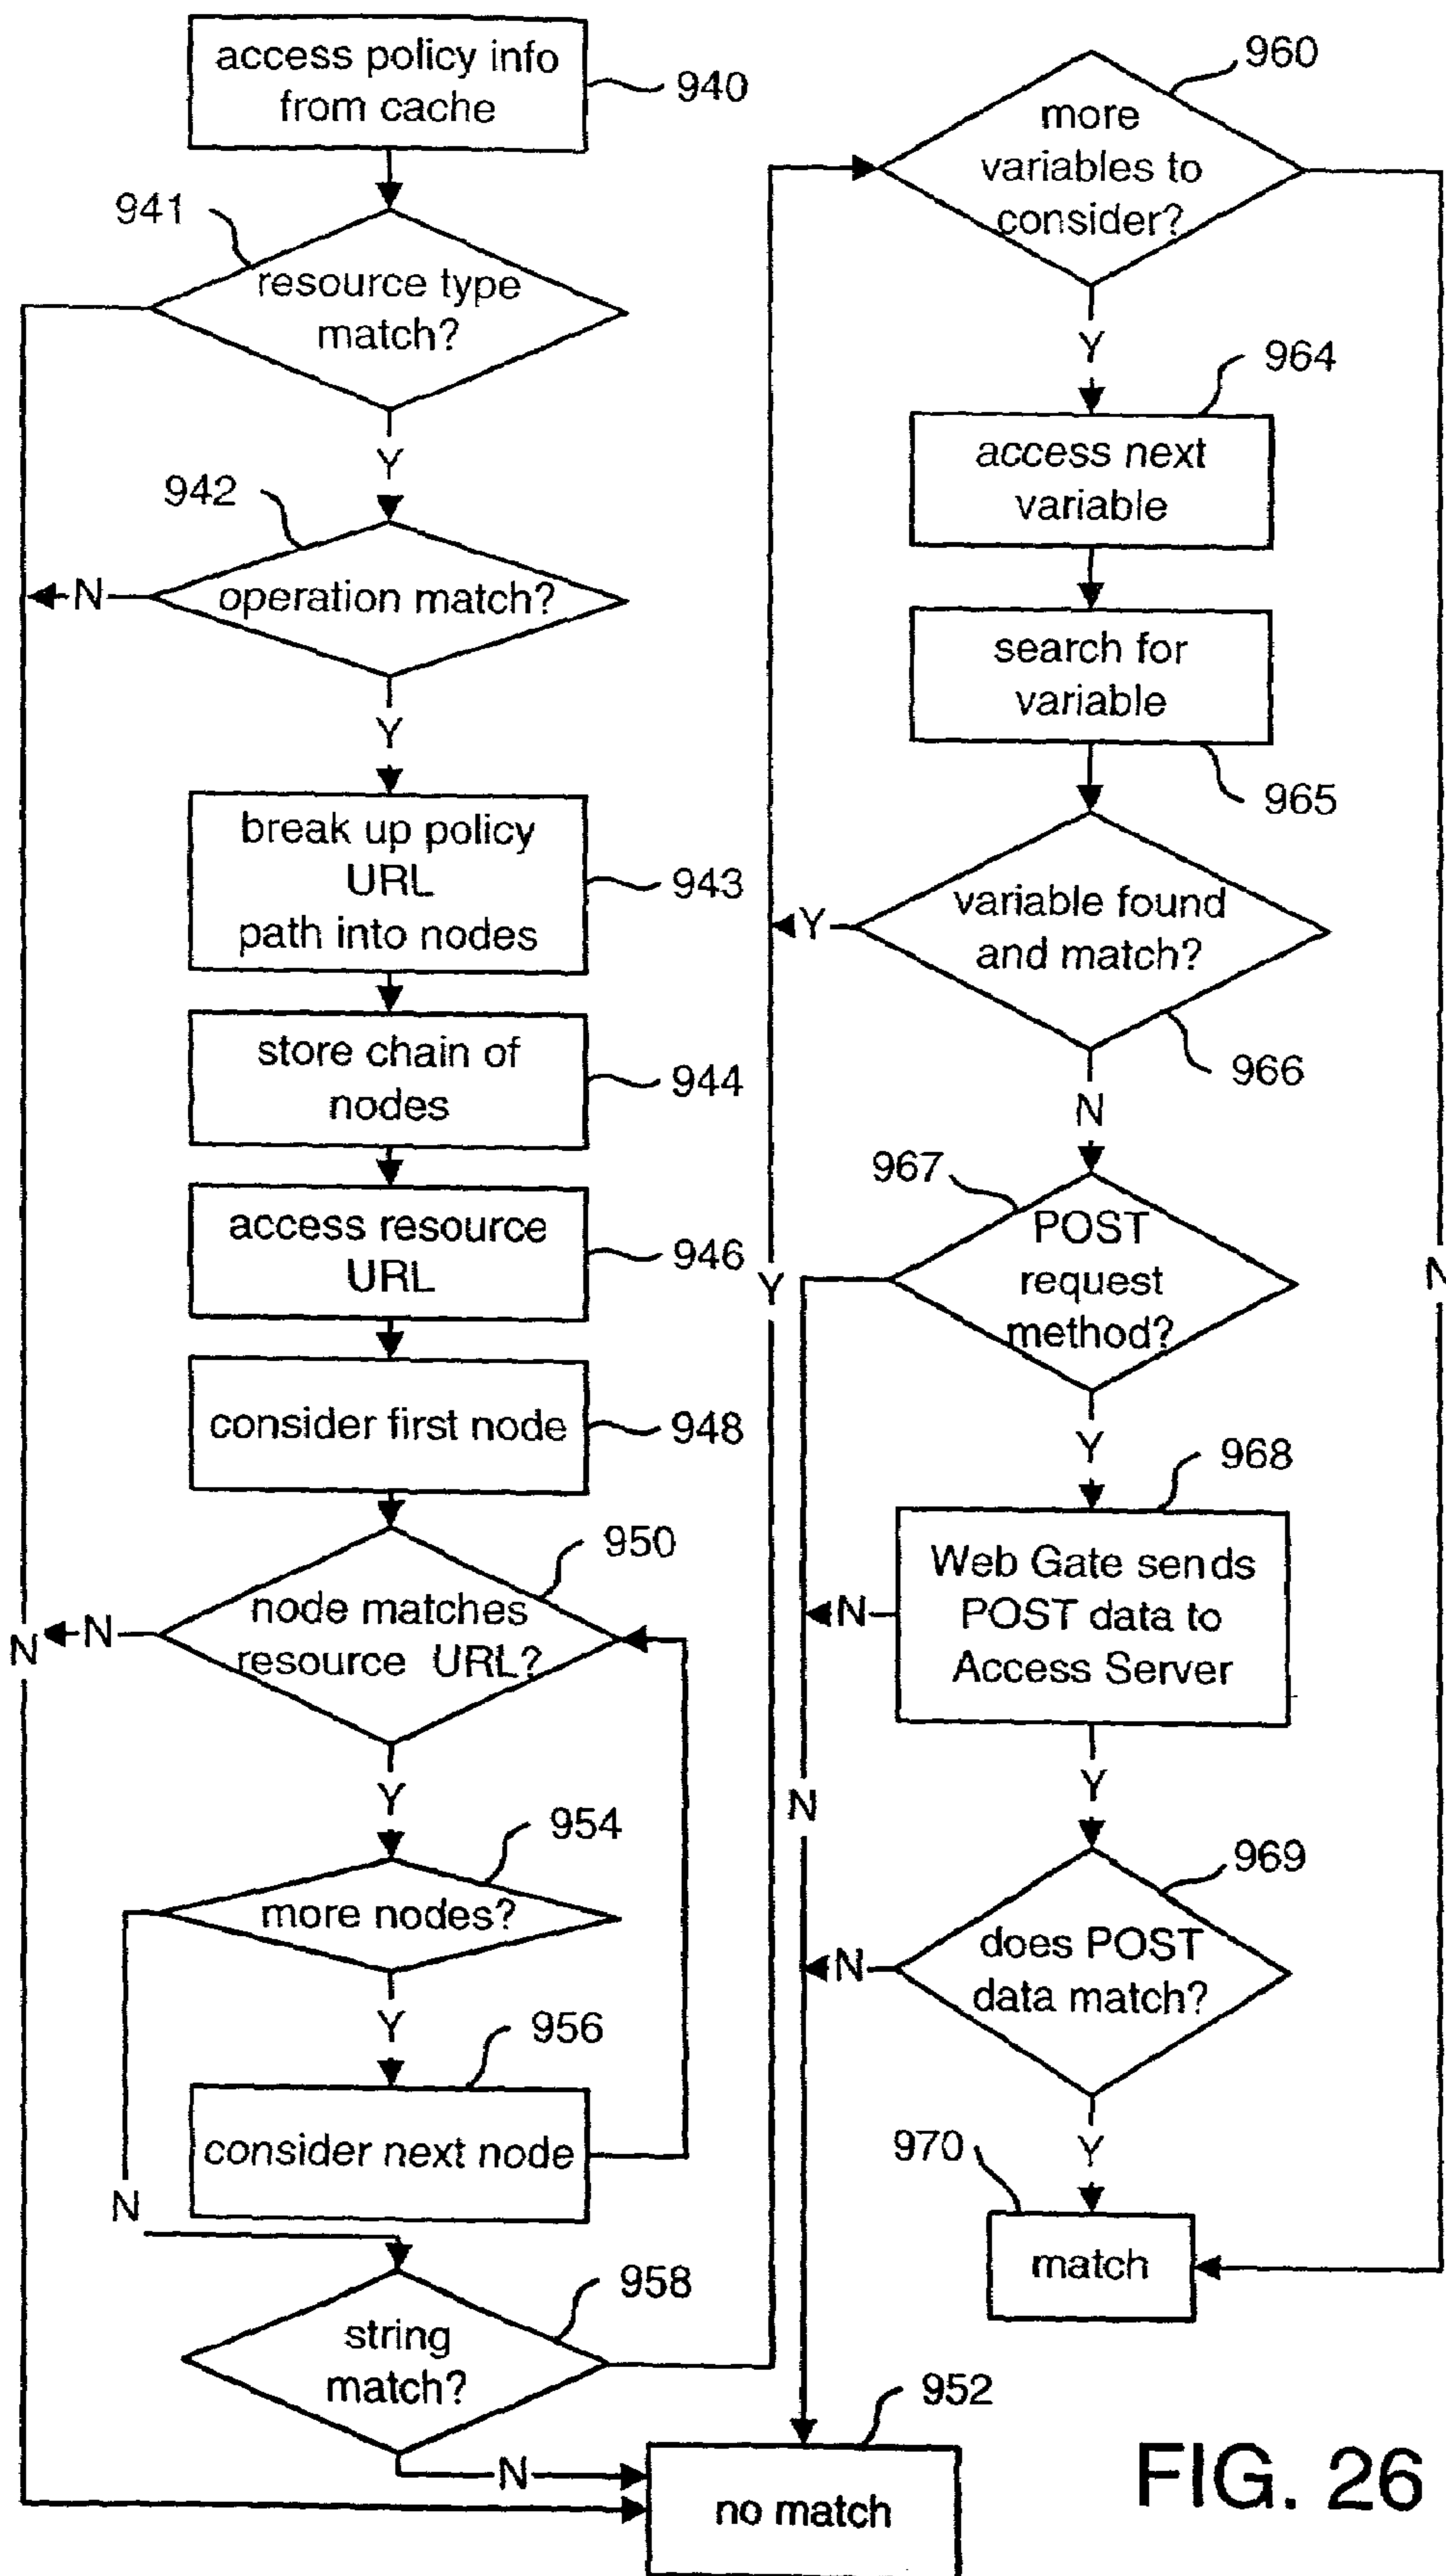 access policy info
from cache
940
941
resource type
match?
Y
942
operation match?
N
Y
break up policy
URL
path into nodes
943
store chain of
nodes
944
access resource
URL
946
consider first node
948
950
node matches
resource URL?
N
N
Y
954
more nodes?
Y
956
consider next node
N
958
string
match?
N
952
no match
Y
960
more
variables to
consider?
Y
964
access next
variable
search for
variable
965
variable found
and match?
Y
966
N
967
POST
request
method?
N
Y
968
Web Gate sends
POST data to
Access Server
N
Y
N
969
does POST
data match?
N
Y
970
match
FIG. 26